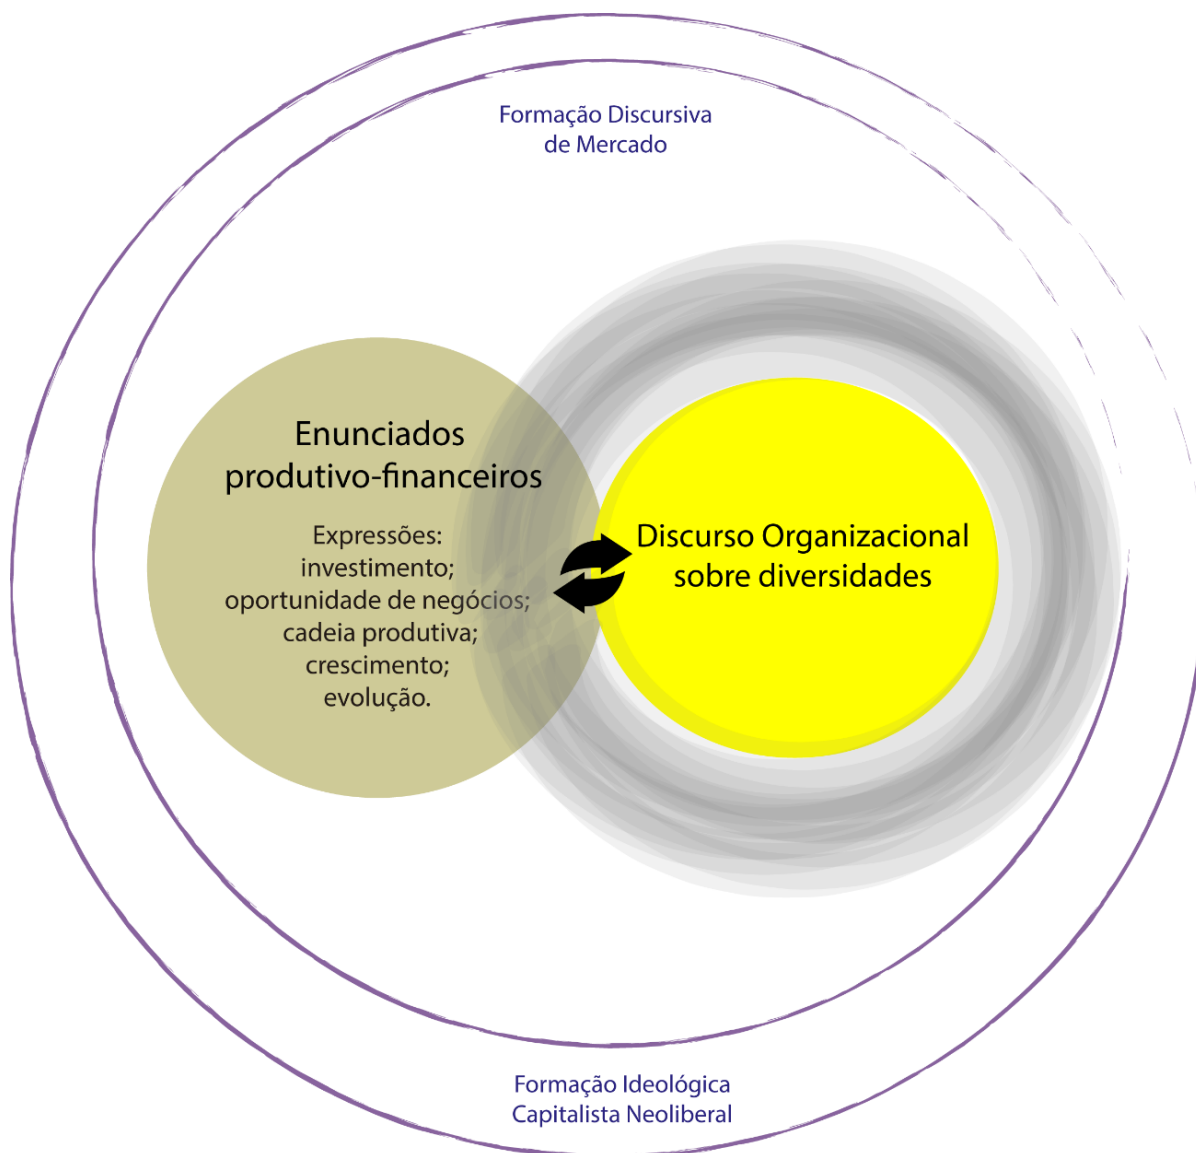 Formação Discursiva
de Mercado
Enunciados
produtivo-financeiros
Expressões:
investimento;
oportunidade de negócios;
cadeia produtiva;
crescimento;
evolução.
Discurso Organizacional
sobre diversidades
Formação Ideológica
Capitalista Neoliberal